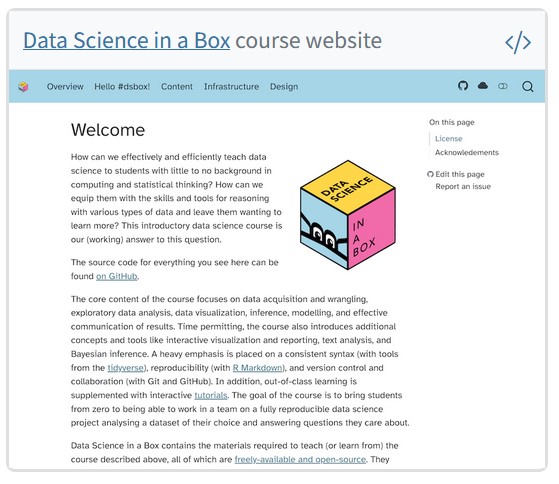 Data Science in a Box course website
Overview Hello #dsbox! Content Infrastructure Design
On this page
License
Acknowledements
Edit this page
Report an issue
Welcome
How can we effectively and efficiently teach data
science to students with little to no background in
computing and statistical thinking? How can we
equip them with the skills and tools for reasoning
with various types of data and leave them wanting to
learn more? This introductory data science course is
our (working) answer to this question.
DATA
SCIENCE
IN
A
BOX
The source code for everything you see here can be
found on GitHub.
The core content of the course focuses on data acquisition and wrangling,
exploratory data analysis, data visualization, inference, modelling, and effective
communication of results. Time permitting, the course also introduces additional
concepts and tools like interactive visualization and reporting, text analysis, and
Bayesian inference. A heavy emphasis is placed on a consistent syntax (with tools
from the tidyverse), reproducibility (with R Markdown), and version control and
collaboration (with Git and GitHub). In addition, out-of-class learning is
supplemented with interactive tutorials. The goal of the course is to bring students
from zero to being able to work in a team on a fully reproducible data science
project analysing a dataset of their choice and answering questions they care about.
Data Science in a Box contains the materials required to teach (or learn from) the
course described above, all of which are freely-available and open-source. They